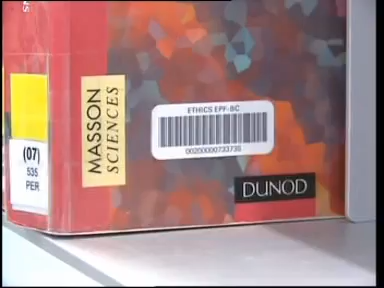 (07)
535
PER
MASSON
SCIENCES
ETHICS EPF-BC
00200000733735
DUNOD